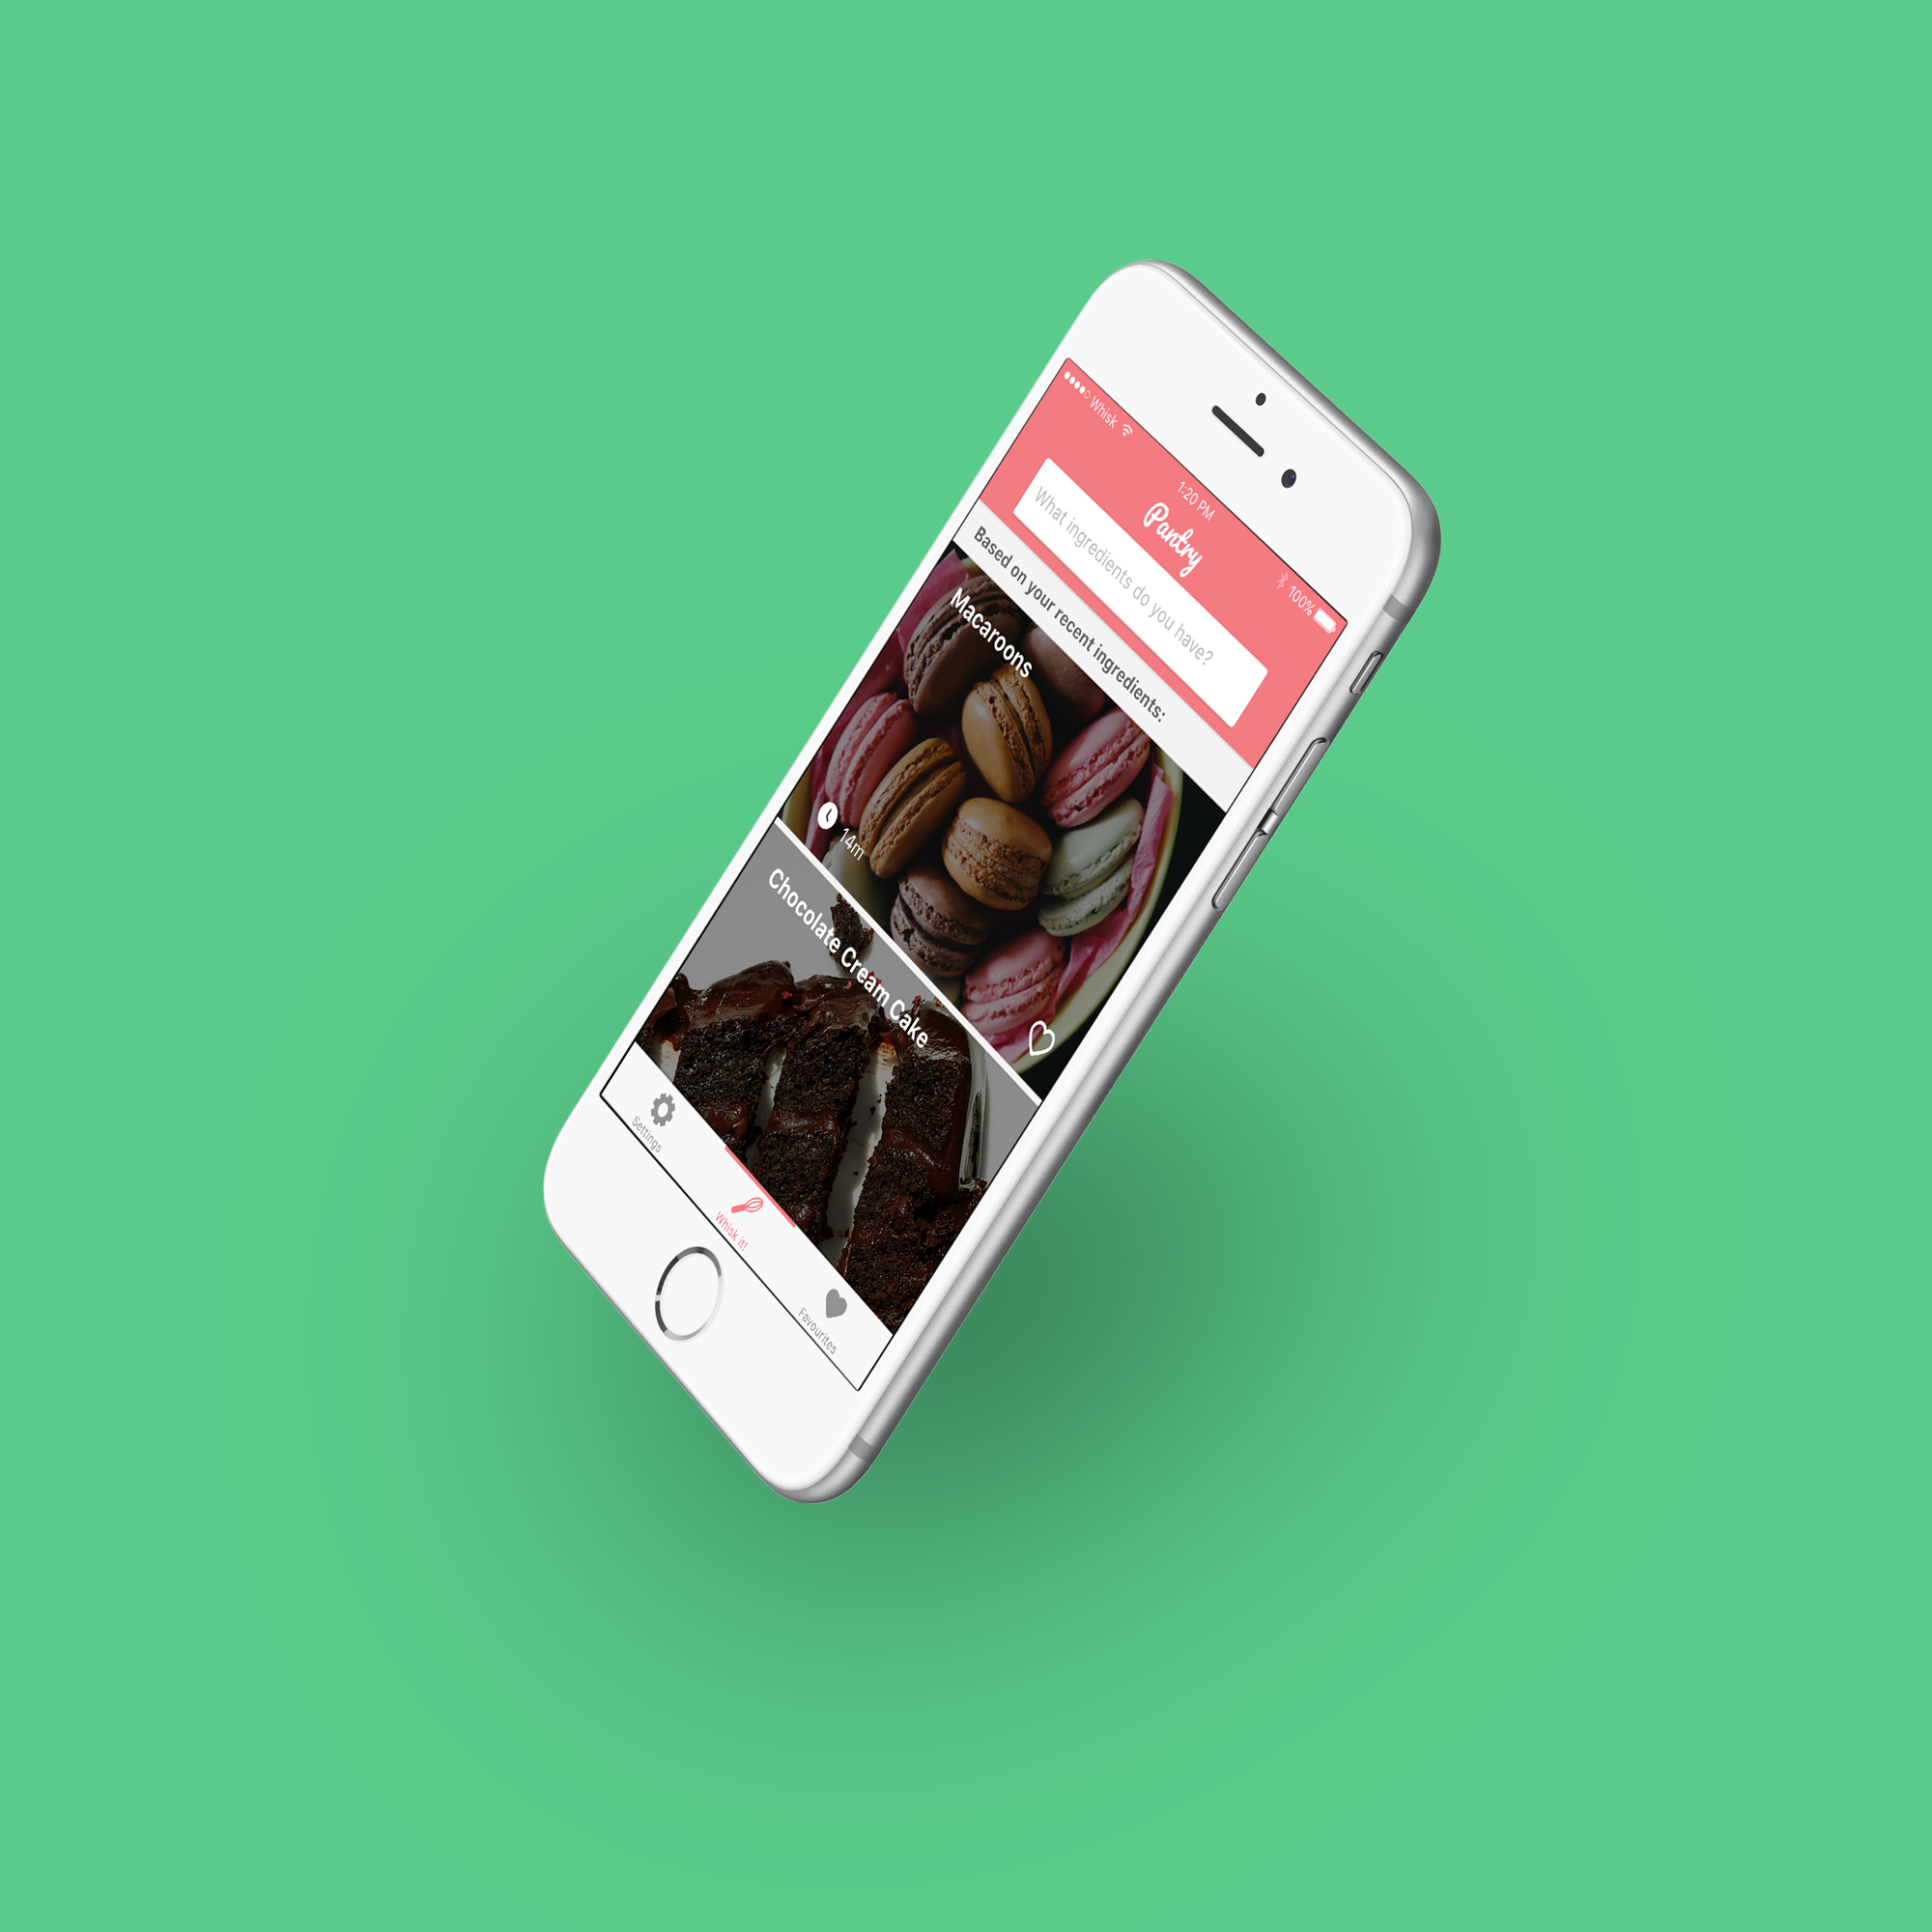 Whisk
1:20 PM
100%
Pantry
What ingredients do you have?
Based on your recent ingredients:
Macaroons
14m
Chocolate Cream Cake
Settings
Whisk it!
Favourites